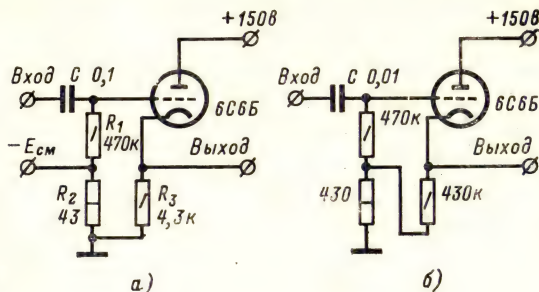 +150в
Вход
C 0,1
6С6Б
R₁
470к
Выход
−Eсм
R₂
43
R₃
4,3к
а)
+150в
Вход
C 0,01
6С6Б
470к
Выход
430
430к
б)